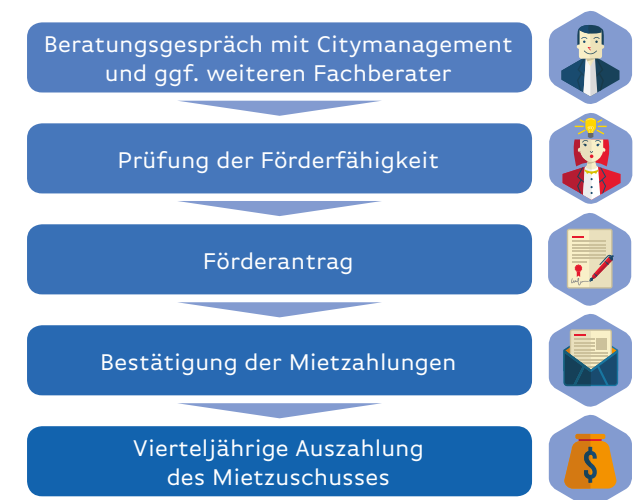 Beratungsgespräch mit Citymanagement
und ggf. weiteren Fachberater
Prüfung der Förderfähigkeit
Förderantrag
Bestätigung der Mietzahlungen
Vierteljährige Auszahlung
des Mietzuschusses
$